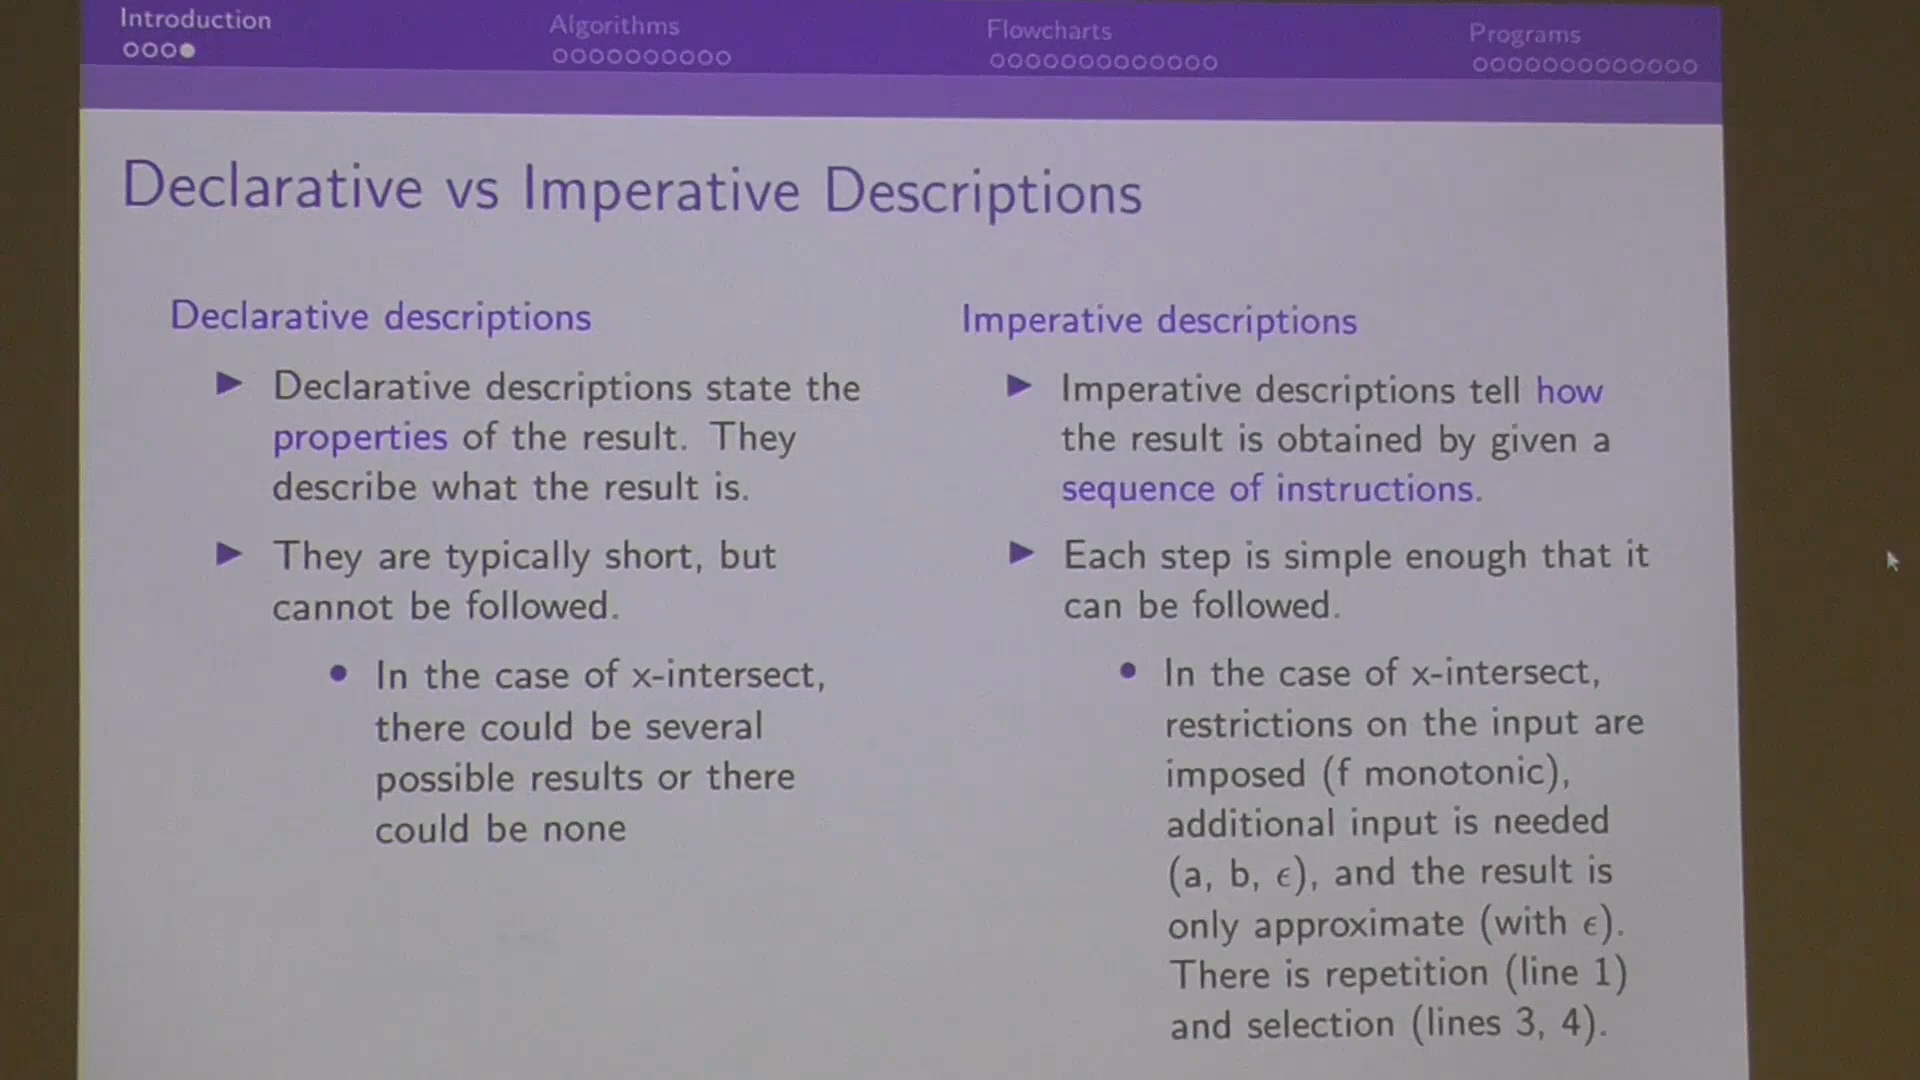 Introduction
Algorithms
Flowcharts
Programs
Declarative vs Imperative Descriptions
Declarative descriptions
Declarative descriptions state the
properties of the result. They
describe what the result is.
They are typically short, but
cannot be followed.
In the case of x-intersect,
there could be several
possible results or there
could be none
Imperative descriptions
Imperative descriptions tell how
the result is obtained by given a
sequence of instructions.
Each step is simple enough that it
can be followed.
In the case of x-intersect,
restrictions on the input are
imposed (f monotonic),
additional input is needed
(a, b, ϵ), and the result is
only approximate (with ϵ).
There is repetition (line 1)
and selection (lines 3, 4).